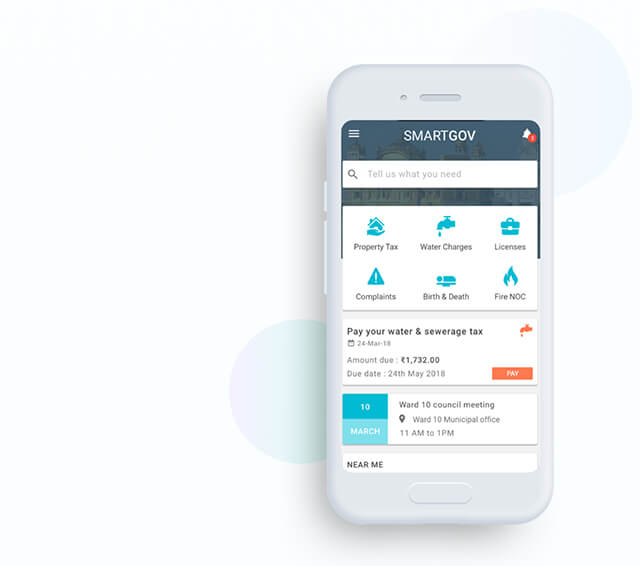 SMARTGOV
Tell us what you need
Property Tax
Water Charges
Licenses
Complaints
Birth & Death
Fire NOC
Pay your water & sewerage tax
24-Mar-18
Amount due : ₹1,732.00
Due date : 24th May 2018
PAY
10
MARCH
Ward 10 council meeting
Ward 10 Municipal office
11 AM to 1PM
NEAR ME